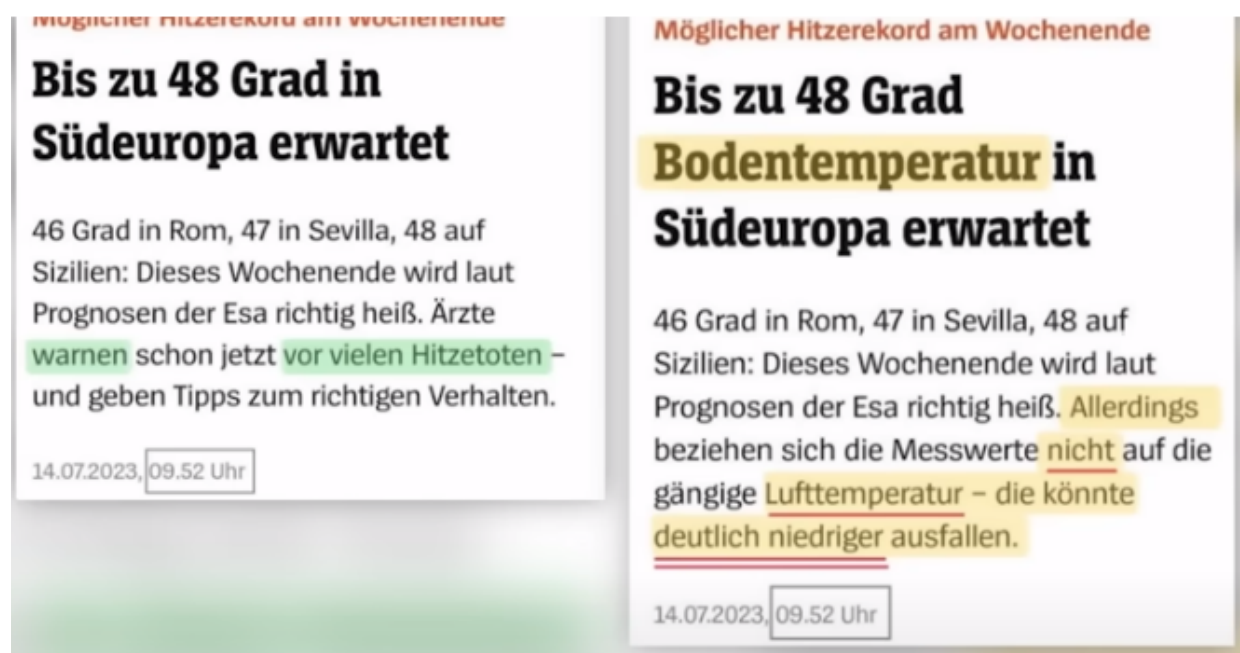 Möglicher Hitzerekord am Wochenende
Bis zu 48 Grad in
Südeuropa erwartet
46 Grad in Rom, 47 in Sevilla, 48 auf
Sizilien: Dieses Wochenende wird laut
Prognosen der Esa richtig heiß. Ärzte
warnen schon jetzt vor vielen Hitzetoten –
und geben Tipps zum richtigen Verhalten.
14.07.2023, 09.52 Uhr
Möglicher Hitzerekord am Wochenende
Bis zu 48 Grad
Bodentemperatur in
Südeuropa erwartet
46 Grad in Rom, 47 in Sevilla, 48 auf
Sizilien: Dieses Wochenende wird laut
Prognosen der Esa richtig heiß. Allerdings
beziehen sich die Messwerte nicht auf die
gängige Lufttemperatur – die könnte
deutlich niedriger ausfallen.
14.07.2023, 09.52 Uhr